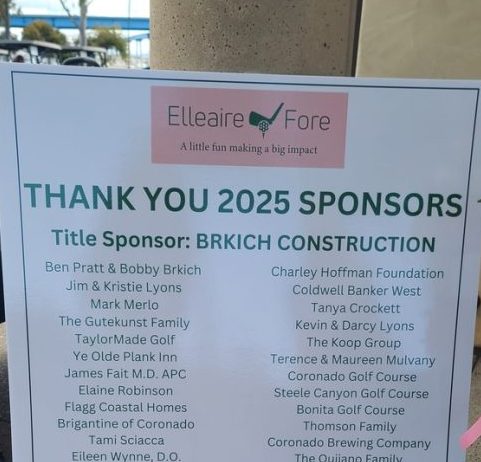 Elleaire Fore
A little fun making a big impact
THANK YOU 2025 SPONSORS
Title Sponsor: BRKICH CONSTRUCTION
Ben Pratt & Bobby Brkich
Jim & Kristie Lyons
Mark Merlo
The Gutekunst Family
TaylorMade Golf
Ye Olde Plank Inn
James Fait M.D. APC
Elaine Robinson
Flagg Coastal Homes
Brigantine of Coronado
Tami Sciacca
Eileen Wynne, D.O.
Charley Hoffman Foundation
Coldwell Banker West
Tanya Crockett
Kevin & Darcy Lyons
The Koop Group
Terence & Maureen Mulvany
Coronado Golf Course
Steele Canyon Golf Course
Bonita Golf Course
Thomson Family
Coronado Brewing Company
The Quijano Family